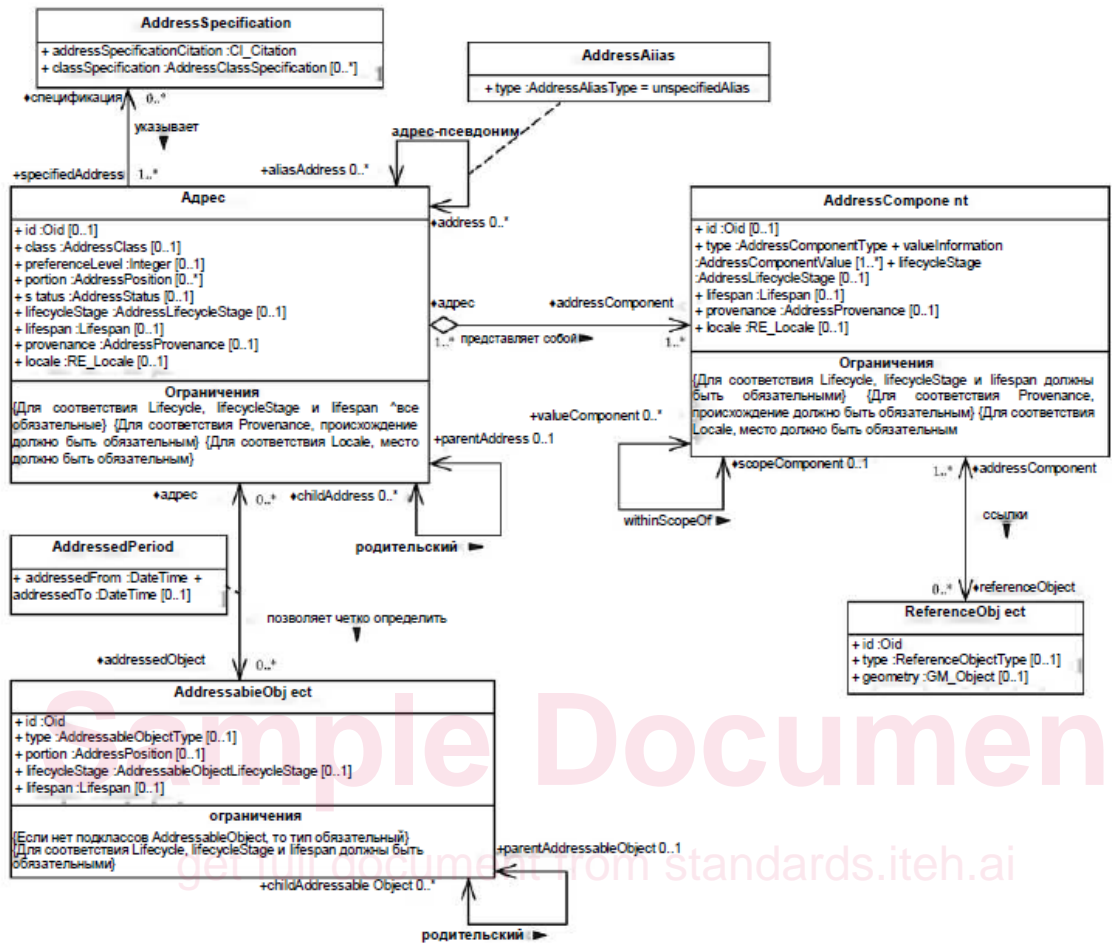 AddressSpecification
+ addressSpecificationCitation :CI_Citation
+ classSpecification :AddressClassSpecification [0..*]
♦спецификация
0..*
указывает
+specifiedAddress
1..*
AddressAiias
+ type :AddressAliasType = unspecifiedAlias
адрес-псевдоним
+aliasAddress 0..*
♦address 0..*
Адрес
+ id :Oid [0..1]
+ class :AddressClass [0..1]
+ preferenceLevel :Integer [0..1]
+ portion :AddressPosition [0..*]
+ s tatus :AddressStatus [0..1]
+ lifecycleStage :AddressLifecycleStage [0..1]
+ lifespan :Lifespan [0..1]
+ provenance :AddressProvenance [0..1]
+ locale :RE_Locale [0..1]
Ограничения
{Для соответствия Lifecycle, lifecycleStage и lifespan ^все
обязательные} {Для соответствия Provenance, происхождение
должно быть обязательным} {Для соответствия Locale, место
должно быть обязательным}
♦адрес
♦addressComponent
1..*
представляет собой
1..*
AddressCompone nt
+ id :Oid [0..1]
+ type :AddressComponentType + valueInformation
:AddressComponentValue [1..*] + lifecycleStage
:AddressLifecycleStage [0..1]
+ lifespan :Lifespan [0..1]
+ provenance :AddressProvenance [0..1]
+ locale :RE_Locale [0..1]
Ограничения
{Для соответствия Lifecycle, lifecycleStage и lifespan должны
быть обязательными} {Для соответствия Provenance,
происхождение должно быть обязательным} {Для соответствия
Locale, место должно быть обязательным
+valueComponent 0..*
+parentAddress 0..1
♦scopeComponent 0..1
withinScopeOf
1..*
♦addressComponent
ссылки
0..*
♦referenceObject
ReferenceObj ect
+ id :Oid
+ type :ReferenceObjectType [0..1]
+ geometry :GM_Object [0..1]
♦адрес
0..*
♦childAddress 0..*
родительский
AddressedPeriod
+ addressedFrom :DateTime +
addressedTo :DateTime [0..1]
позволяет четко определить
♦addressedObject
0..*
AddressableObj ect
+ id :Oid
+ type :AddressableObjectType [0..1]
+ portion :AddressPosition [0..1]
+ lifecycleStage :AddressableObjectLifecycleStage [0..1]
+ lifespan :Lifespan [0..1]
ограничения
{Если нет подклассов AddressableObject, то тип обязательный}
{Для соответствия Lifecycle, lifecycleStage и lifespan должны быть
обязательными}
+parentAddressableObject 0..1
+childAddressable Object 0..*
родительский
Sample Documen
get full document from standards.iteh.ai